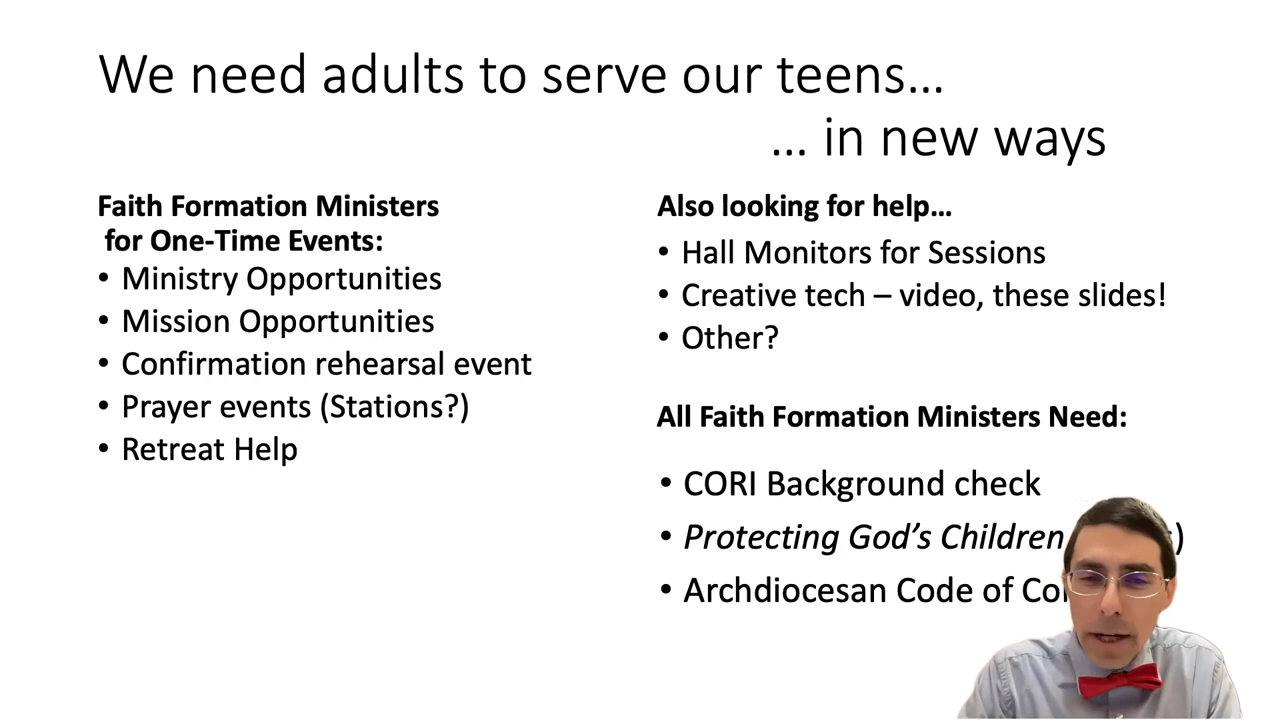 We need adults to serve our teens…
… in new ways
Faith Formation Ministers
for One-Time Events:
• Ministry Opportunities
• Mission Opportunities
• Confirmation rehearsal event
• Prayer events (Stations?)
• Retreat Help
Also looking for help…
• Hall Monitors for Sessions
• Creative tech – video, these slides!
• Other?
All Faith Formation Ministers Need:
• CORI Background check
• Protecting God’s Children
• Archdiocesan Code of